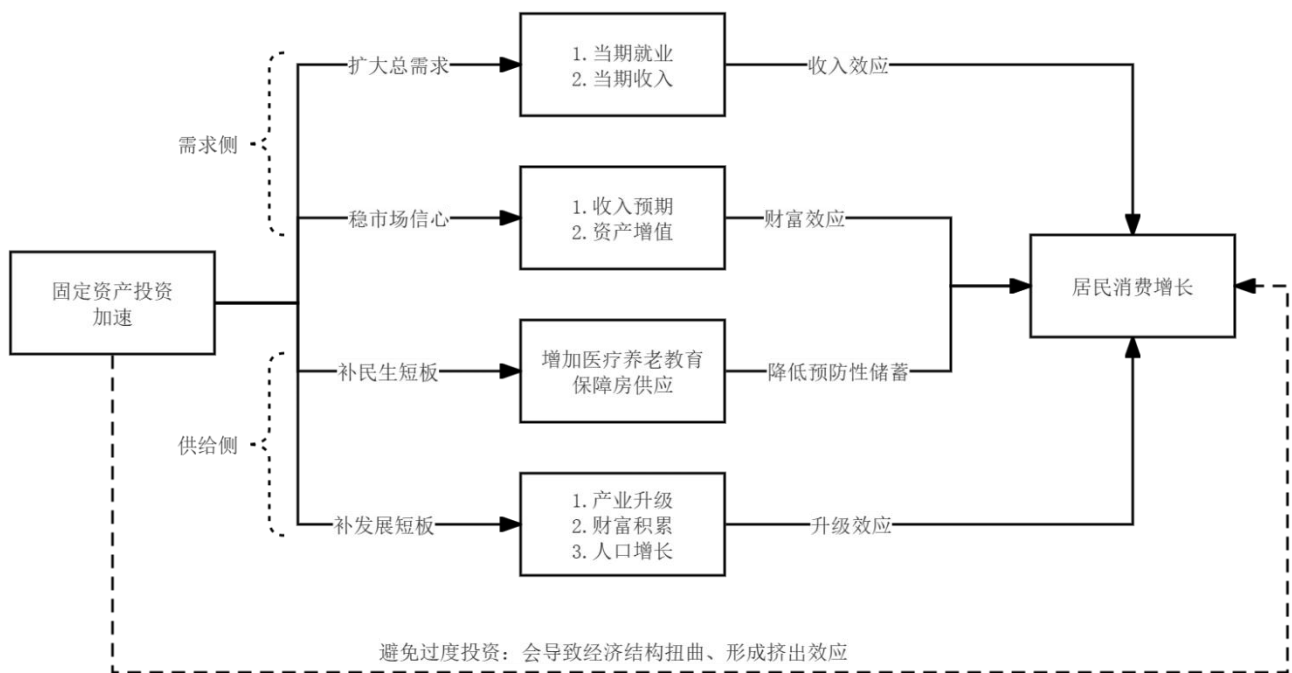 扩大总需求
1. 当期就业
2. 当期收入
收入效应
需求侧
稳市场信心
1. 收入预期
2. 资产增值
财富效应
固定资产投资
加速
居民消费增长
补民生短板
增加医疗养老教育
保障房供应
降低预防性储蓄
供给侧
补发展短板
1. 产业升级
2. 财富积累
3. 人口增长
升级效应
避免过度投资：会导致经济结构扭曲、形成挤出效应